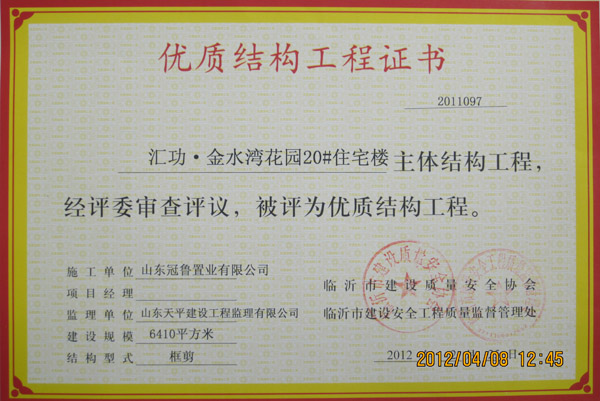 优质结构工程证书
2011097
汇功·金水湾花园20#住宅楼 主体结构工程，
经评委审查评议，被评为优质结构工程。
施工单位 山东冠鲁置业有限公司
项目经理
监理单位 山东天平建设工程监理有限公司
建设规模 6410平方米
结构型式 框剪
临沂市建设质量安全协会
临沂市建设安全工程质量监督管理处
2012 日
2012/04/08 12:45